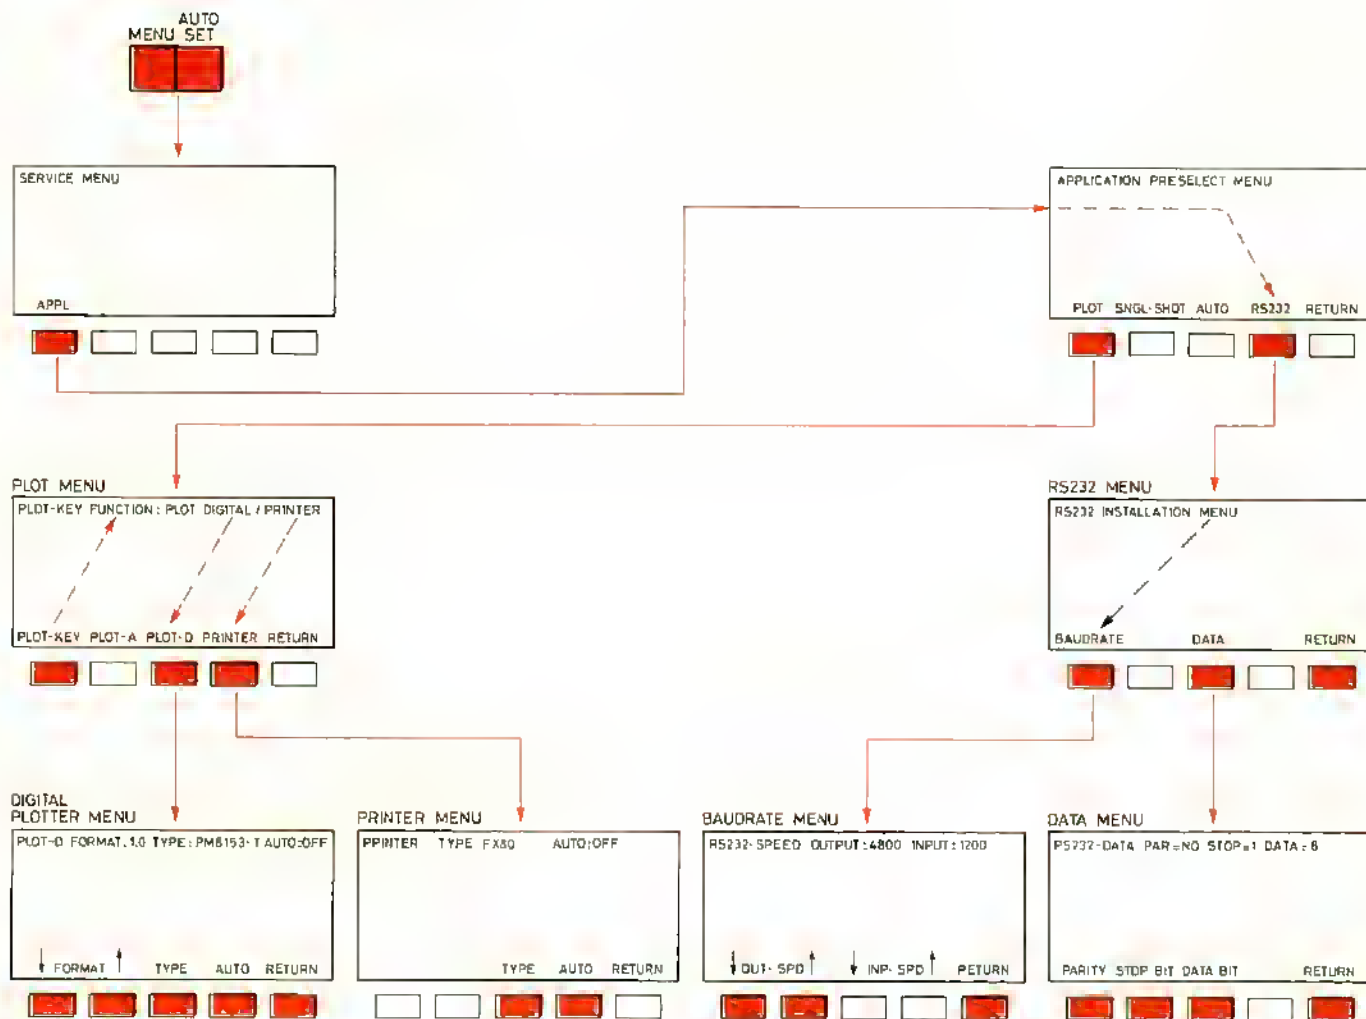 AUTO
MENU SET
SERVICE MENU
APPL
APPLICATION PRESELECT MENU
PLOT SNGL-SHOT AUTO RS232 RETURN
PLOT MENU
PLOT-KEY FUNCTION: PLOT DIGITAL / PRINTER
PLOT-KEY PLOT-A PLOT-D PRINTER RETURN
RS232 MENU
RS232 INSTALLATION MENU
BAUDRATE DATA RETURN
DIGITAL
PLOTTER MENU
PLOT-D FORMAT:1.0 TYPE:PM8153-1 AUTO:OFF
FORMAT TYPE AUTO RETURN
PRINTER MENU
PRINTER TYPE FX80 AUTO:OFF
TYPE AUTO RETURN
BAUDRATE MENU
RS232-SPEED OUTPUT:4800 INPUT:1200
OUT-SPD INP-SPD RETURN
DATA MENU
RS232-DATA PAR=NO STOP=1 DATA=8
PARITY STOP BIT DATA BIT RETURN